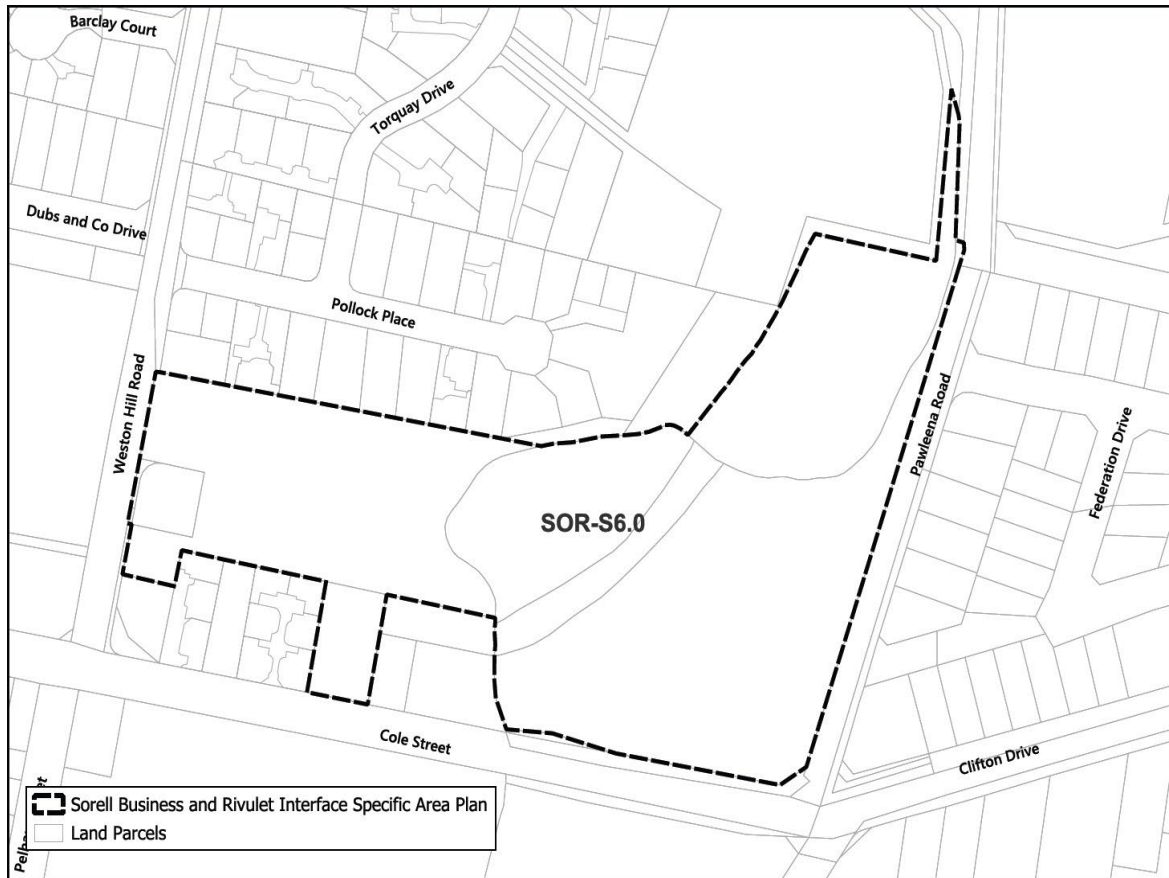 Barclay Court
Torquay Drive
Dubs and Co Drive
Pollock Place
Weston Hill Road
Pawleena Road
Federation Drive
SOR-S6.0
Cole Street
Clifton Drive
Sorell Business and Rivulet Interface Specific Area Plan
Land Parcels